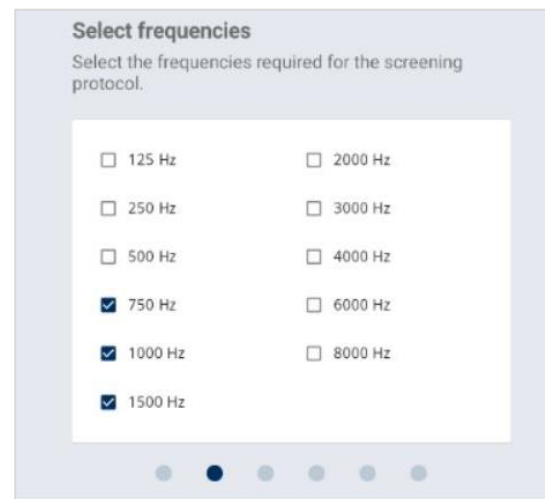 Select frequencies
Select the frequencies required for the screening
protocol.
125 Hz
250 Hz
500 Hz
750 Hz
1000 Hz
1500 Hz
2000 Hz
3000 Hz
4000 Hz
6000 Hz
8000 Hz